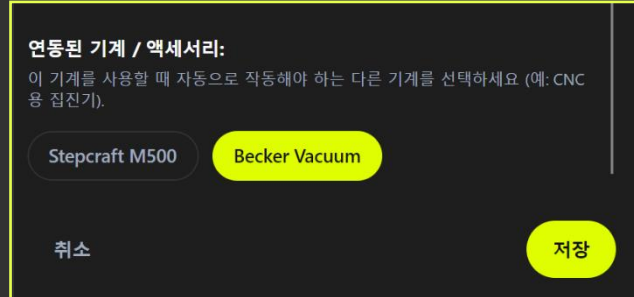 연동된 기계 / 액세서리:
이 기계를 사용할 때 자동으로 작동해야 하는 다른 기계를 선택하세요 (예: CNC
용 집진기).
Stepcraft M500
Becker Vacuum
취소
저장